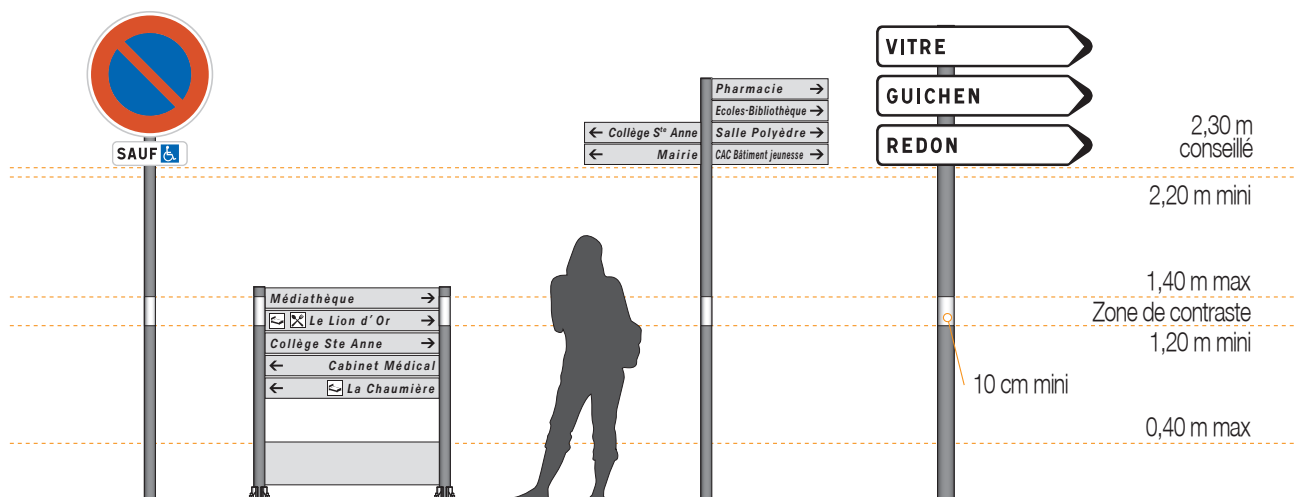 SAUF
Médiathèque →
Le Lion d'Or →
Collège Ste Anne →
← Cabinet Médical
← La Chaumière
Pharmacie →
Ecoles-Bibliothèque →
← Collège Ste Anne
Salle Polyèdre →
← Mairie
CAC Bâtiment jeunesse →
VITRE
GUICHEN
REDON
2,30 m
conseillé
2,20 m mini
1,40 m max
Zone de contraste
1,20 m mini
10 cm mini
0,40 m max